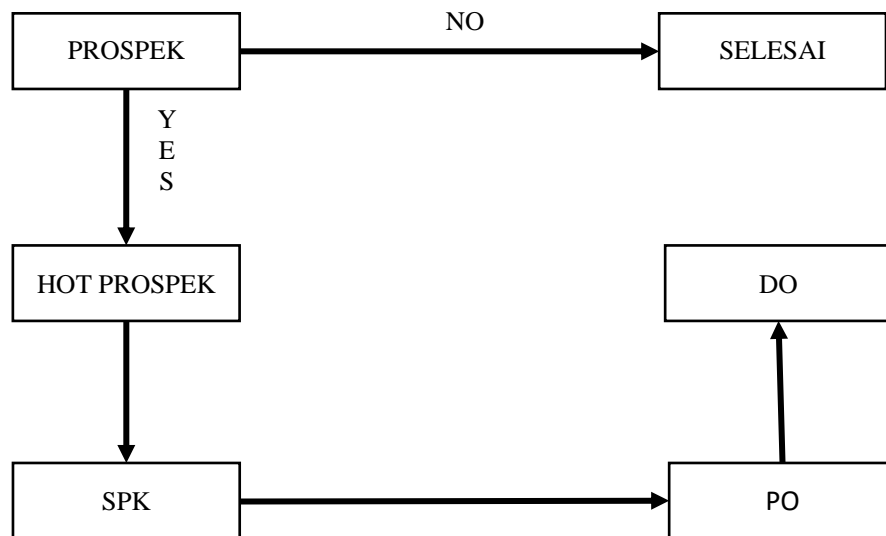 NO
PROSPEK
SELESAI
Y
E
S
HOT PROSPEK
DO
SPK
PO